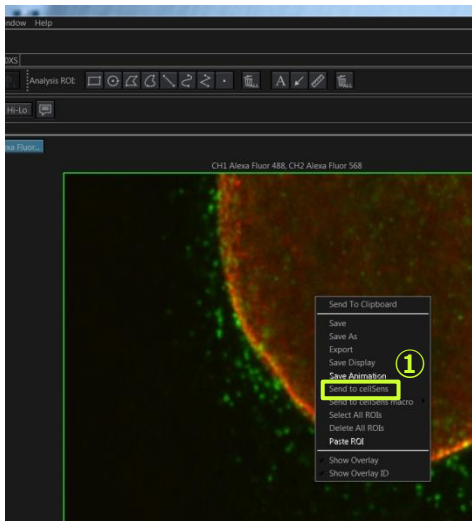 ndow Help
0XS
Analysis ROI:
A
Hi-Lo
exa Fluor...
CH1 Alexa Fluor 488, CH2 Alexa Fluor 568
Send To Clipboard
Save
Save As
Export
Save Display
Save Animation
①
Send to cellSens
Send to cellSens macro
Select All ROIs
Delete All ROIs
Paste ROI
Show Overlay
Show Overlay ID